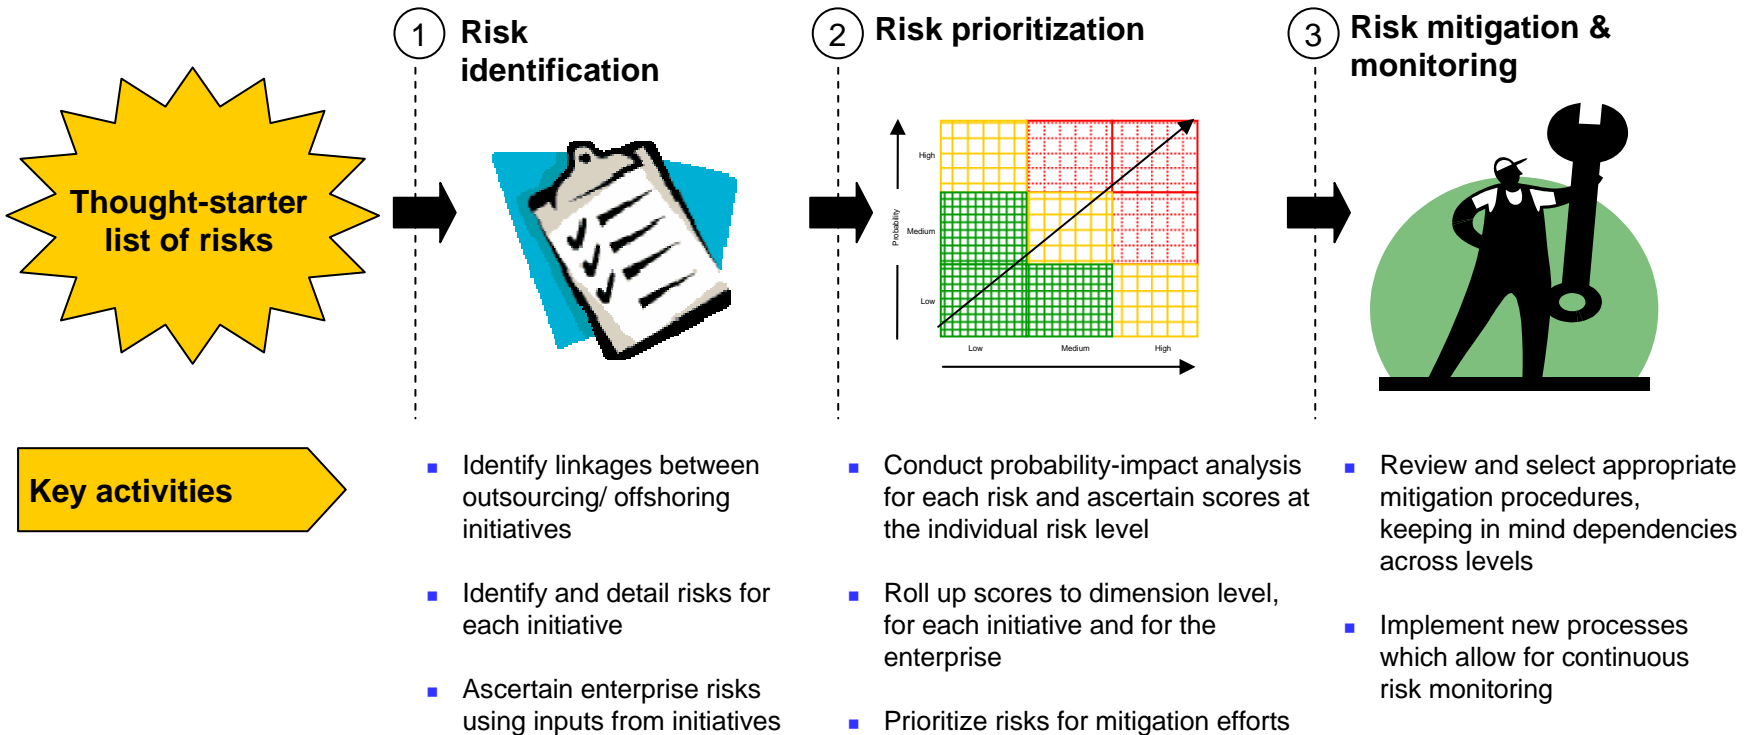 1
Risk
identification
2
Risk prioritization
3
Risk mitigation &
monitoring
Thought-starter
list of risks
High
Medium
Low
Probability
Low
Medium
High
Key activities
Identify linkages between
outsourcing/ offshoring
initiatives
Identify and detail risks for
each initiative
Ascertain enterprise risks
using inputs from initiatives
Conduct probability-impact analysis
for each risk and ascertain scores at
the individual risk level
Roll up scores to dimension level,
for each initiative and for the
enterprise
Prioritize risks for mitigation efforts
Review and select appropriate
mitigation procedures,
keeping in mind dependencies
across levels
Implement new processes
which allow for continuous
risk monitoring